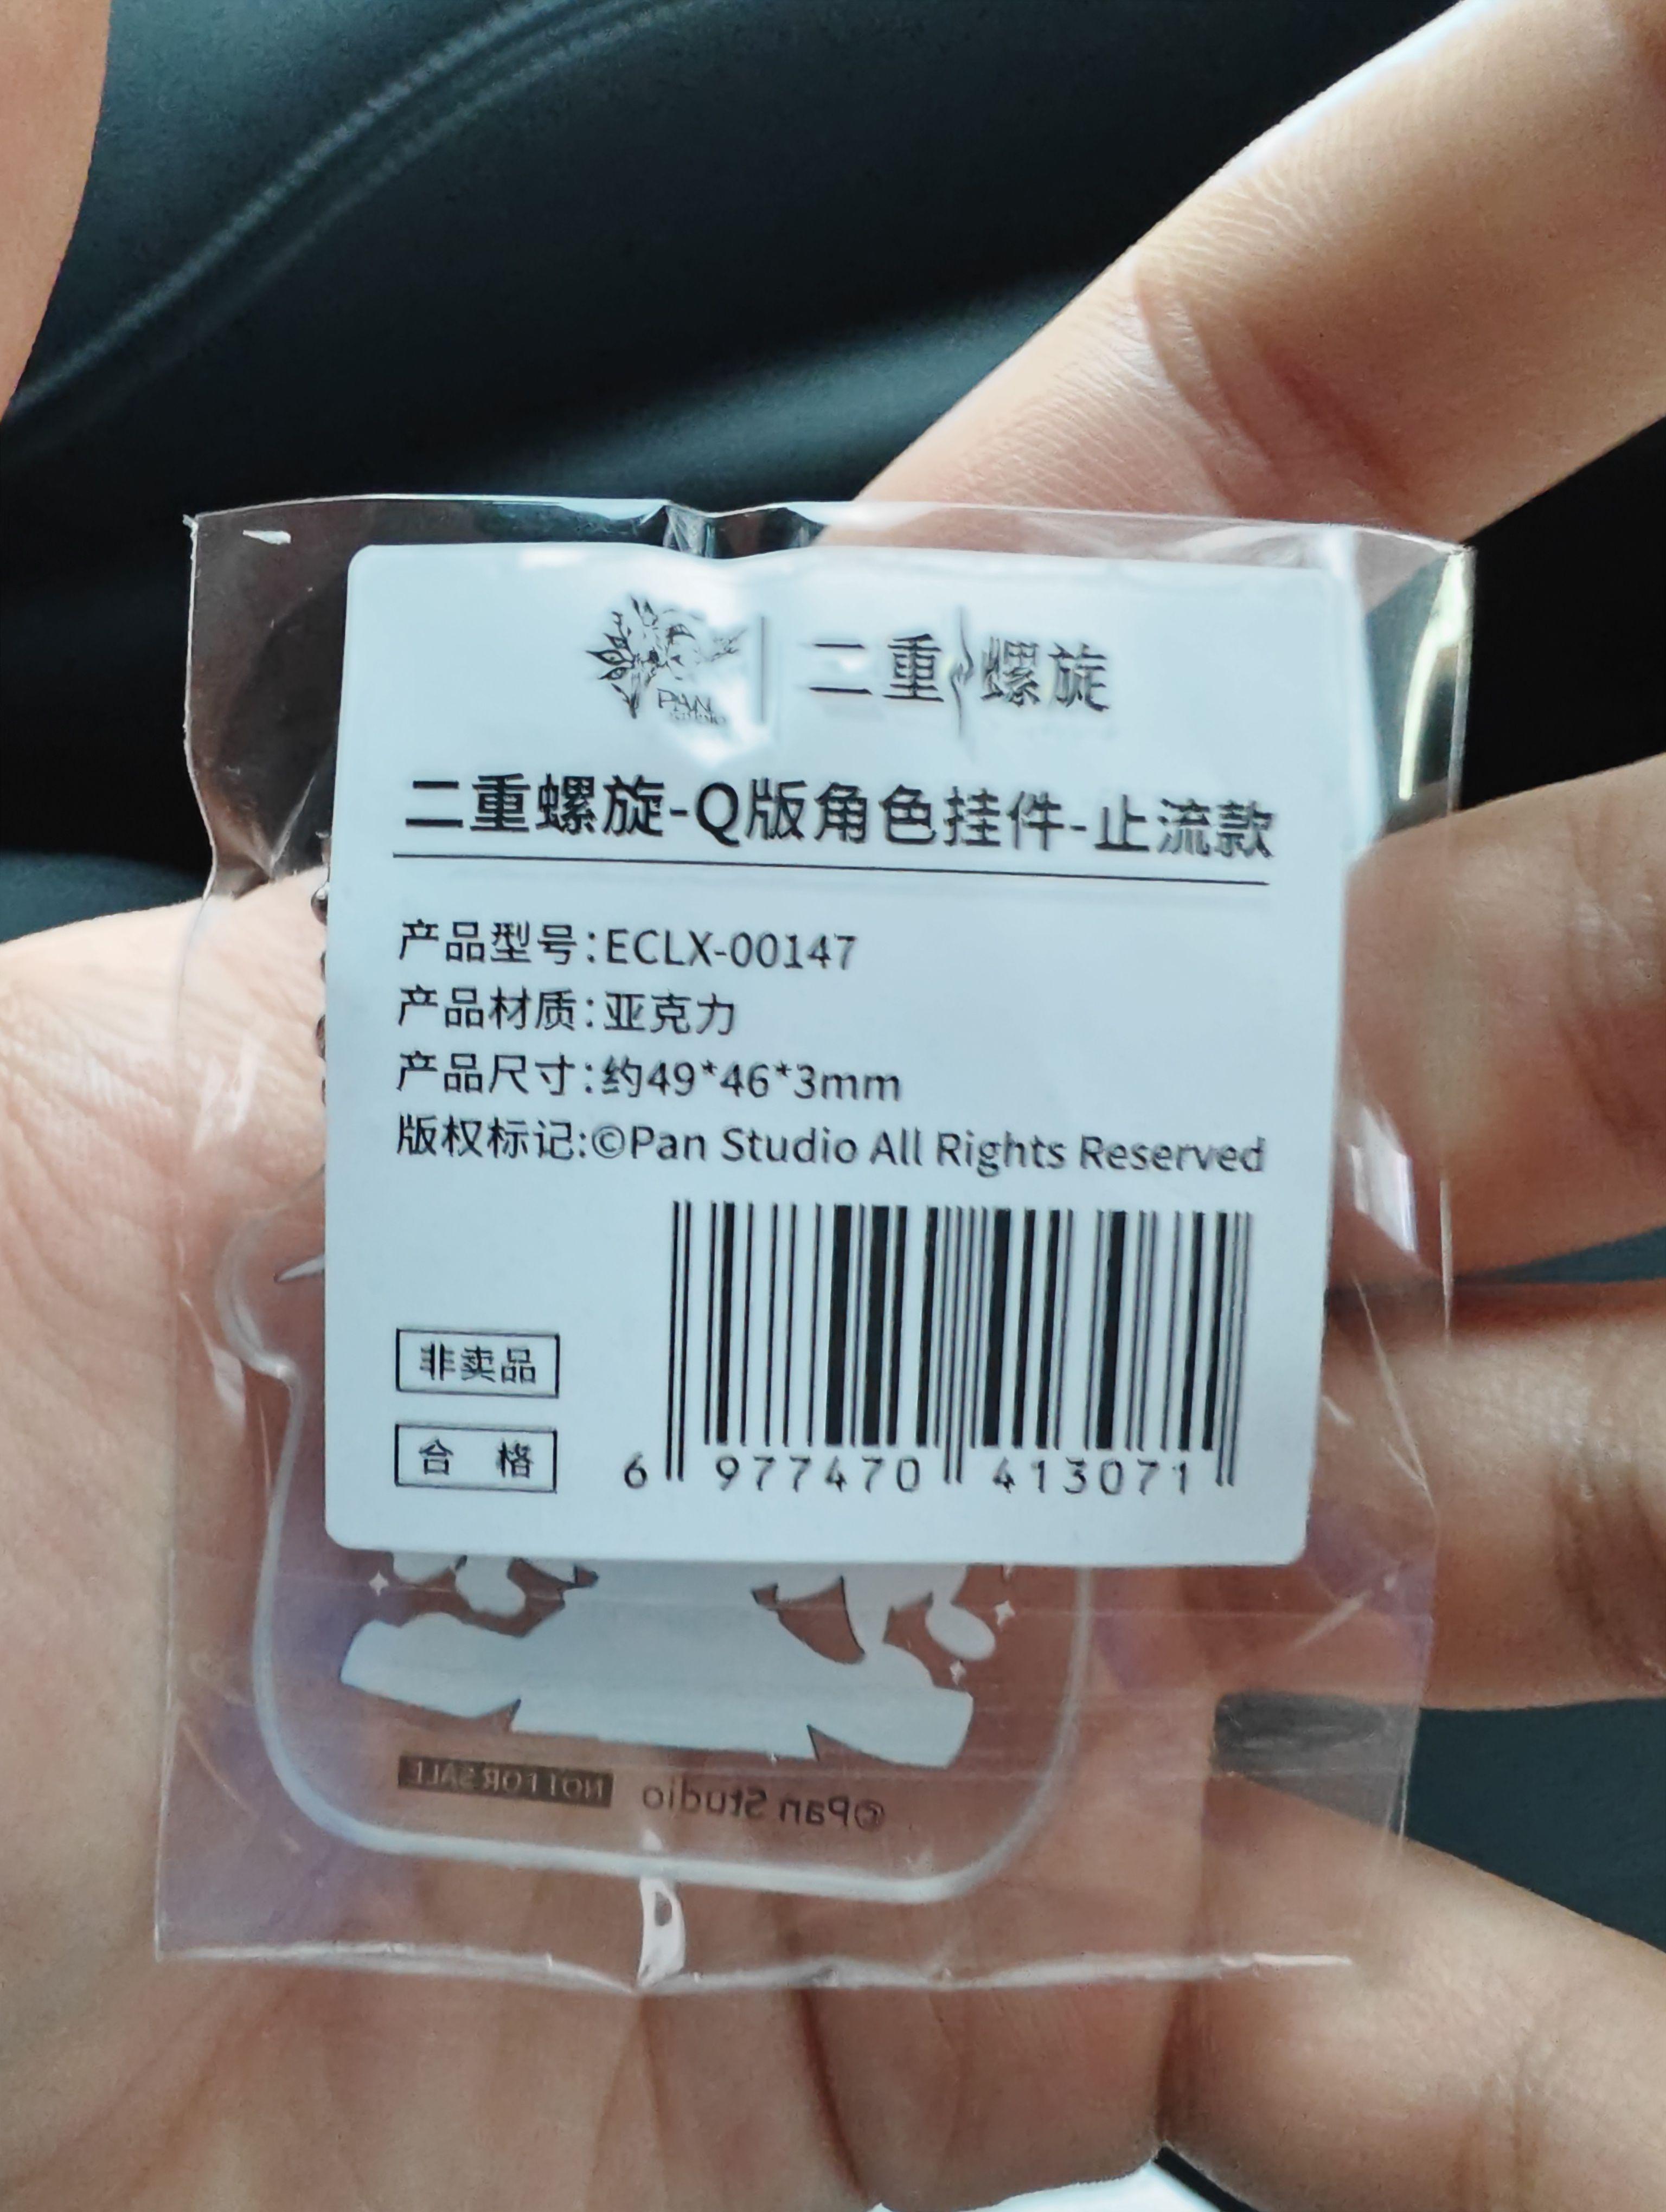 PAN
STUDIO
二重螺旋
二重螺旋-Q版角色挂件-止流款
产品型号:ECLX-00147
产品材质:亚克力
产品尺寸:约49*46*3mm
版权标记:©Pan Studio All Rights Reserved
非卖品
合 格
6 977470 413071
©Pan Studio NOT FOR SALE